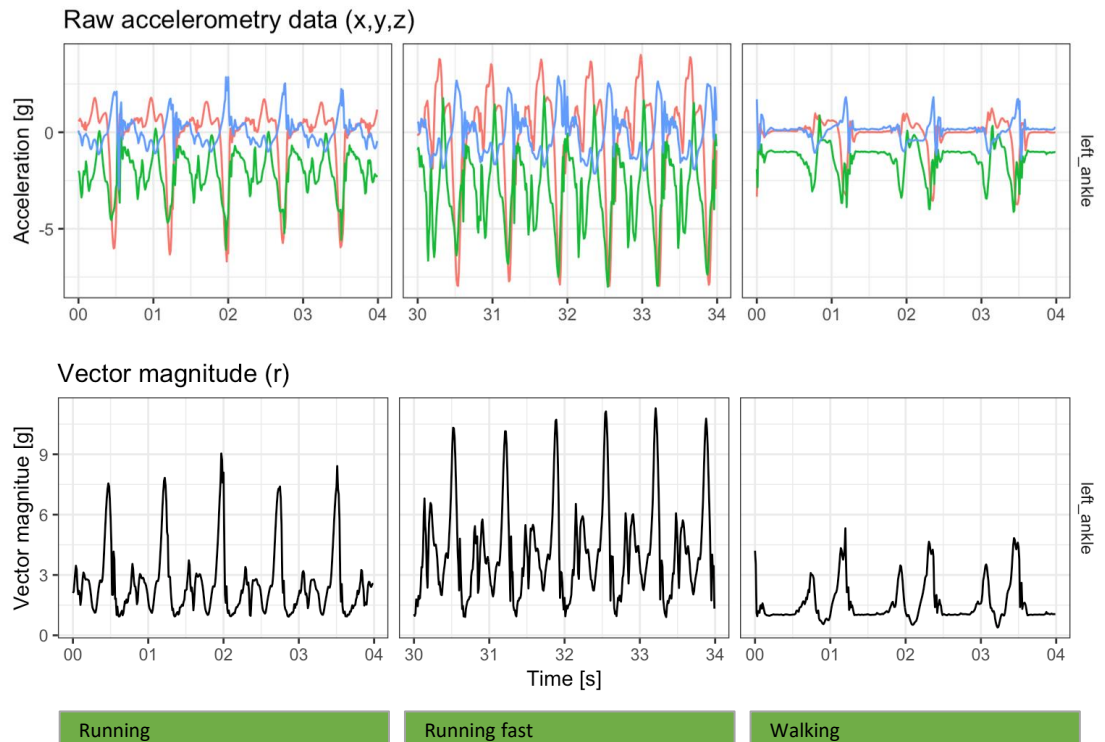 Raw accelerometry data (x,y,z)
Acceleration [g]
0
-5
left_ankle
00 01 02 03 04
30 31 32 33 34
00 01 02 03 04
Vector magnitude (r)
Vector magnitue [g]
9
6
3
0
left_ankle
00 01 02 03 04
30 31 32 33 34
00 01 02 03 04
Time [s]
Running
Running fast
Walking